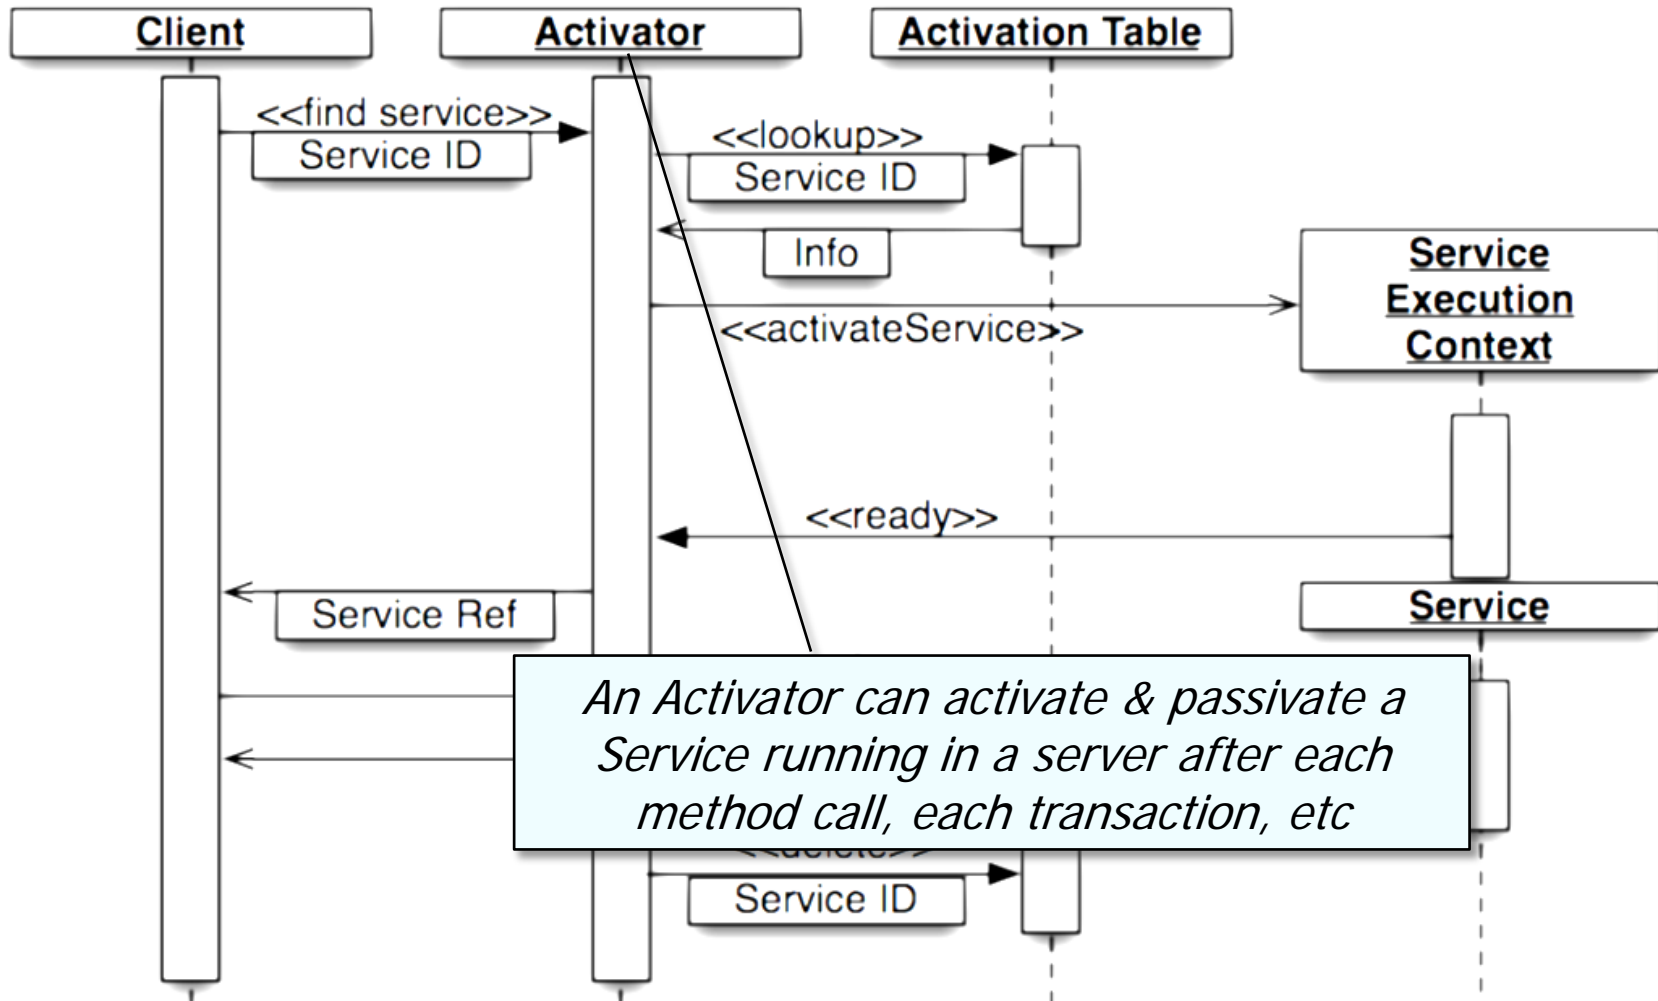 Client
Activator
Activation Table
<<find service>>
Service ID
<<lookup>>
Service ID
Info
Service
Execution
Context
<<activateService>>
<<ready>>
Service Ref
Service
An Activator can activate & passivate a
Service running in a server after each
method call, each transaction, etc
<<delete>>
Service ID